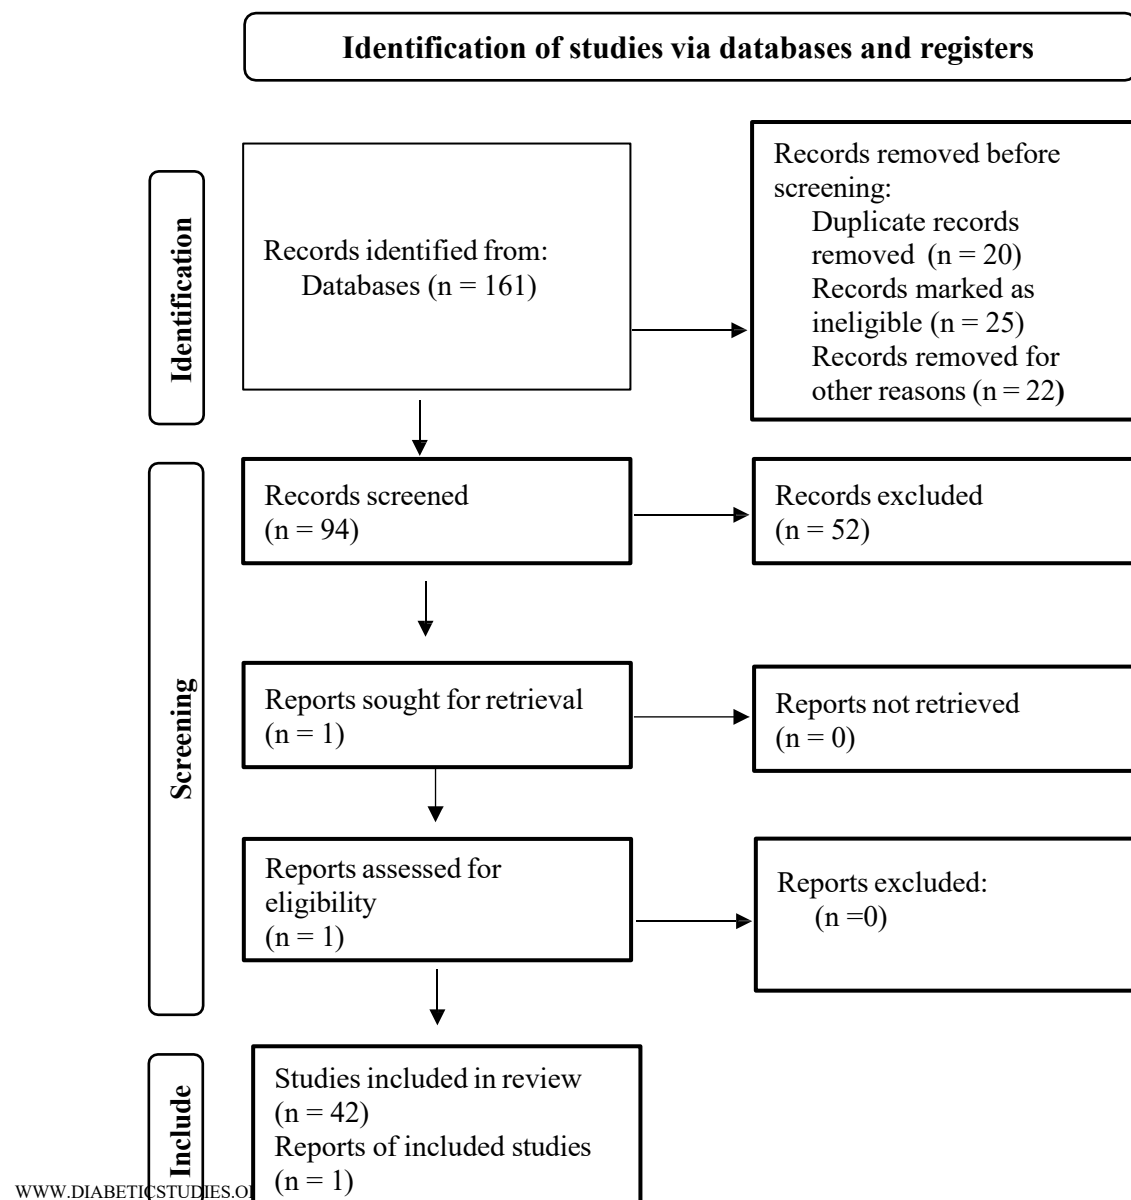 Identification of studies via databases and registers
Identification
Records identified from:
Databases (n = 161)
Records removed before
screening:
Duplicate records
removed (n = 20)
Records marked as
ineligible (n = 25)
Records removed for
other reasons (n = 22)
Screening
Records screened
(n = 94)
Records excluded
(n = 52)
Reports sought for retrieval
(n = 1)
Reports not retrieved
(n = 0)
Reports assessed for
eligibility
(n = 1)
Reports excluded:
(n =0)
Include
Studies included in review
(n = 42)
Reports of included studies
(n = 1)
WWW.DIABETICSTUDIES.O